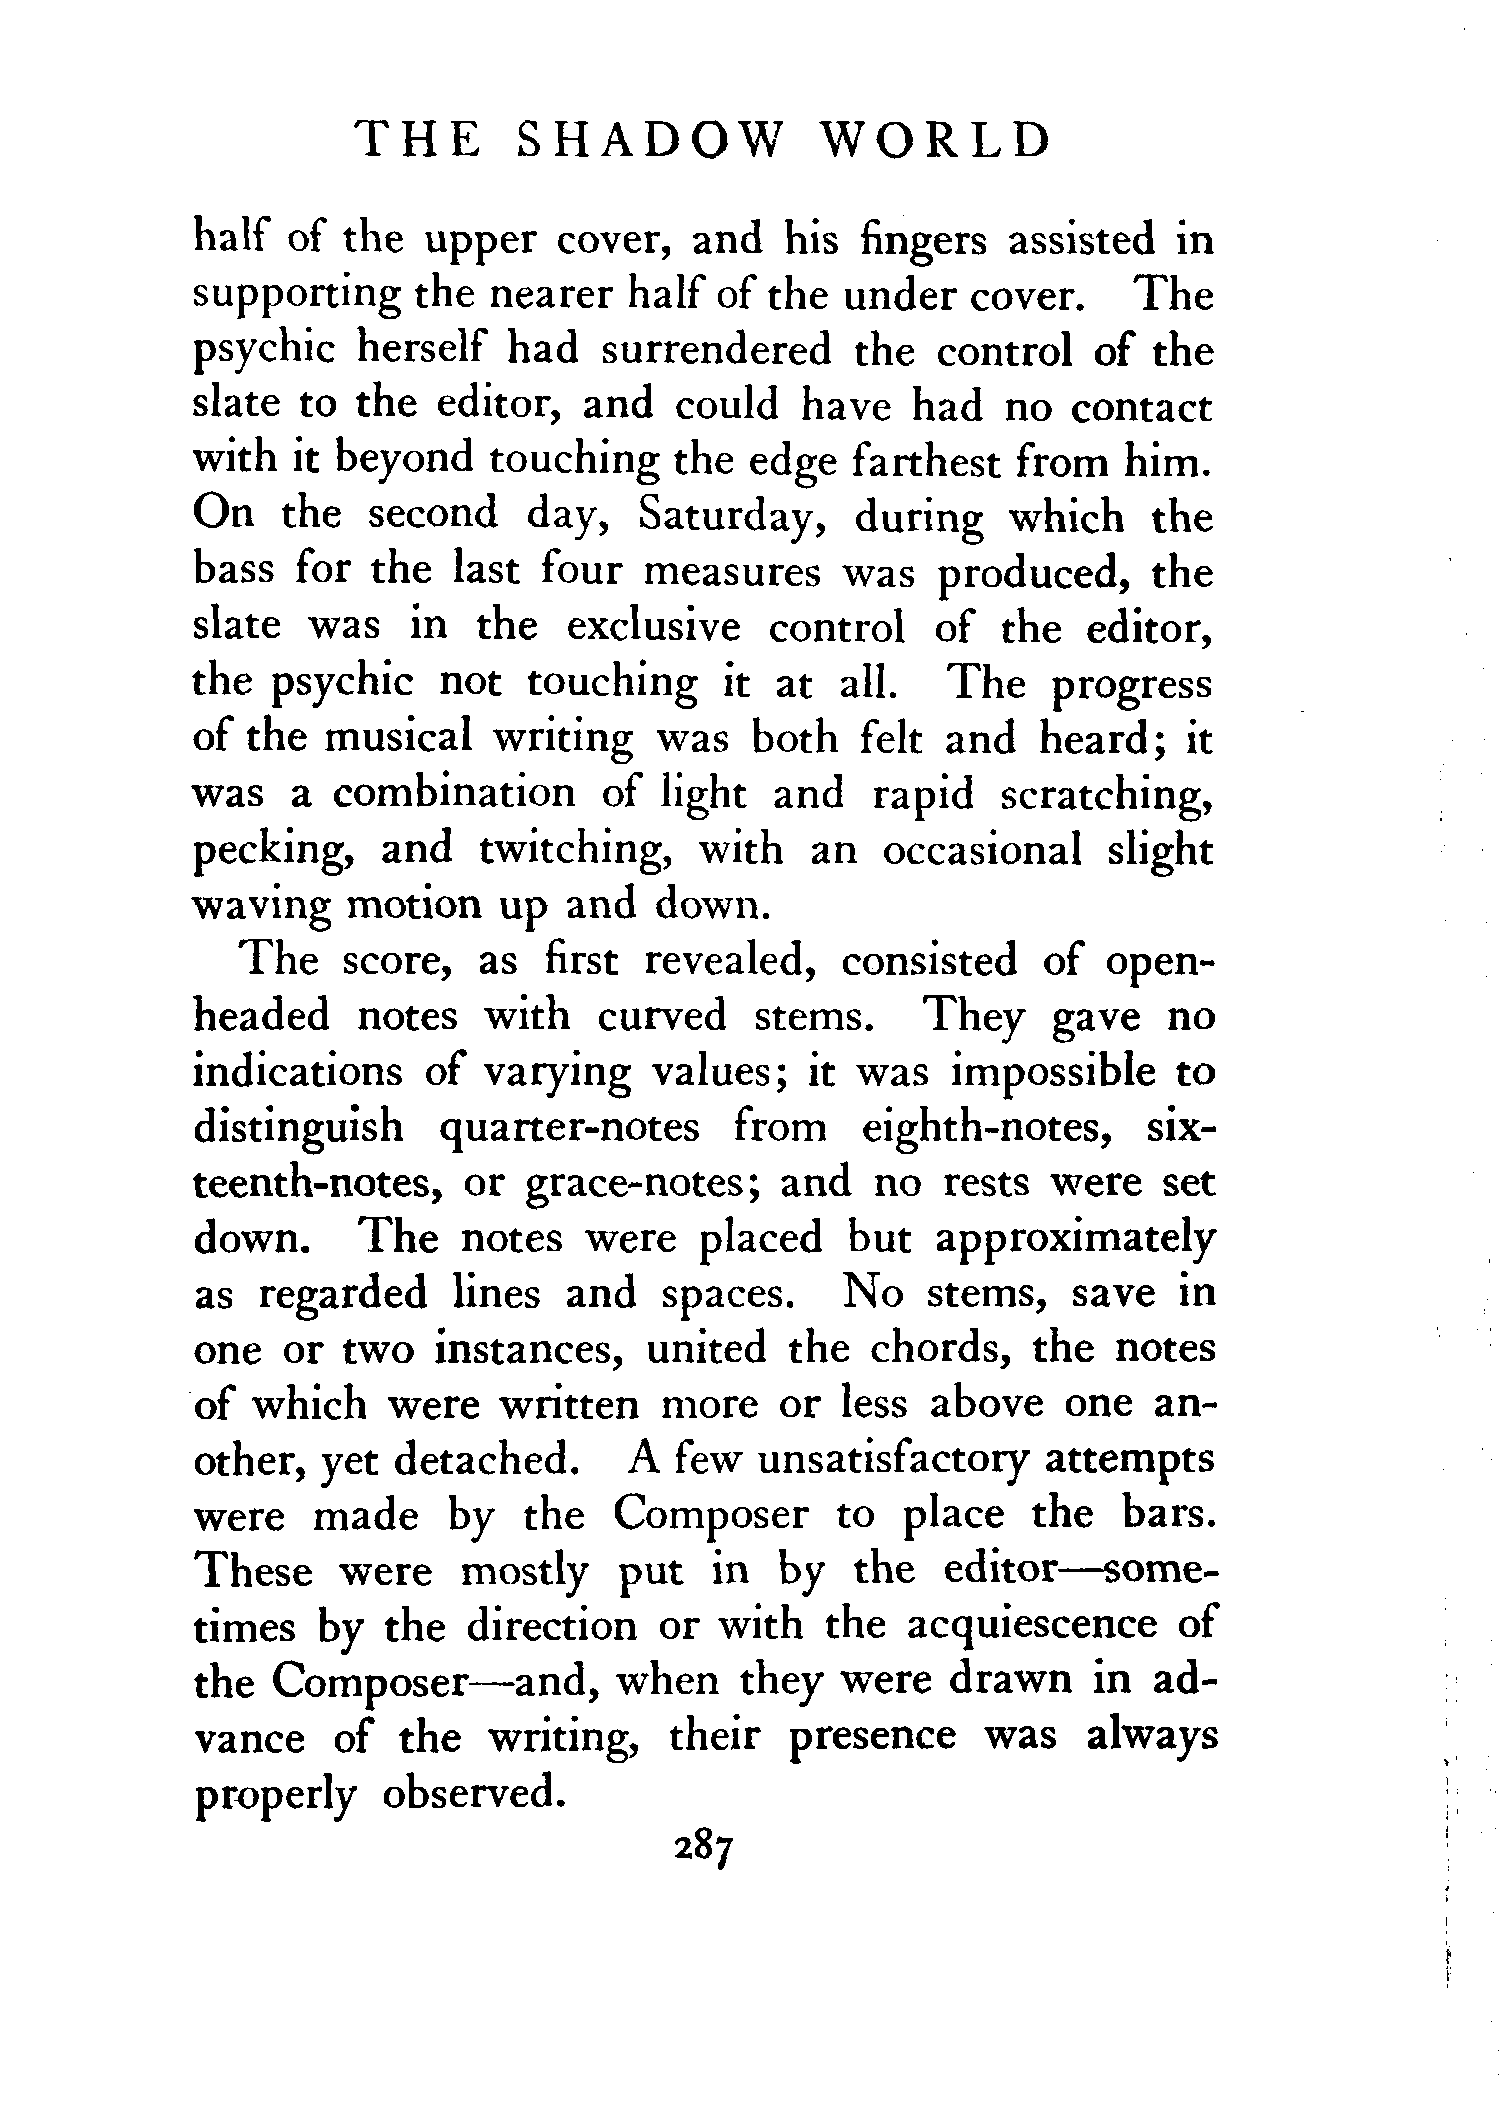 THE SHADOW WORLD
half of the upper cover, and his fingers assisted in
supporting the nearer half of the under cover. The
psychic herself had surrendered the control of the
slate to the editor, and could have had no contact
with it beyond touching the edge farthest from him.
On the second day, Saturday, during which the
bass for the last four measures was produced, the
slate was in the exclusive control of the editor,
the psychic not touching it at all. The progress
of the musical writing was both felt and heard; it
was a combination of light and rapid scratching,
pecking, and twitching, with an occasional slight
waving motion up and down.
The score, as first revealed, consisted of open-
headed notes with curved stems. They gave no
indications of varying values; it was impossible to
distinguish quarter-notes from eighth-notes, six-
teenth-notes, or grace-notes; and no rests were set
down. The notes were placed but approximately
as regarded lines and spaces. No stems, save in
one or two instances, united the chords, the notes
of which were written more or less above one an-
other, yet detached. A few unsatisfactory attempts
were made by the Composer to place the bars.
These were mostly put in by the editor—some-
times by the direction or with the acquiescence of
the Composer—and, when they were drawn in ad-
vance of the writing, their presence was always
properly observed.
287